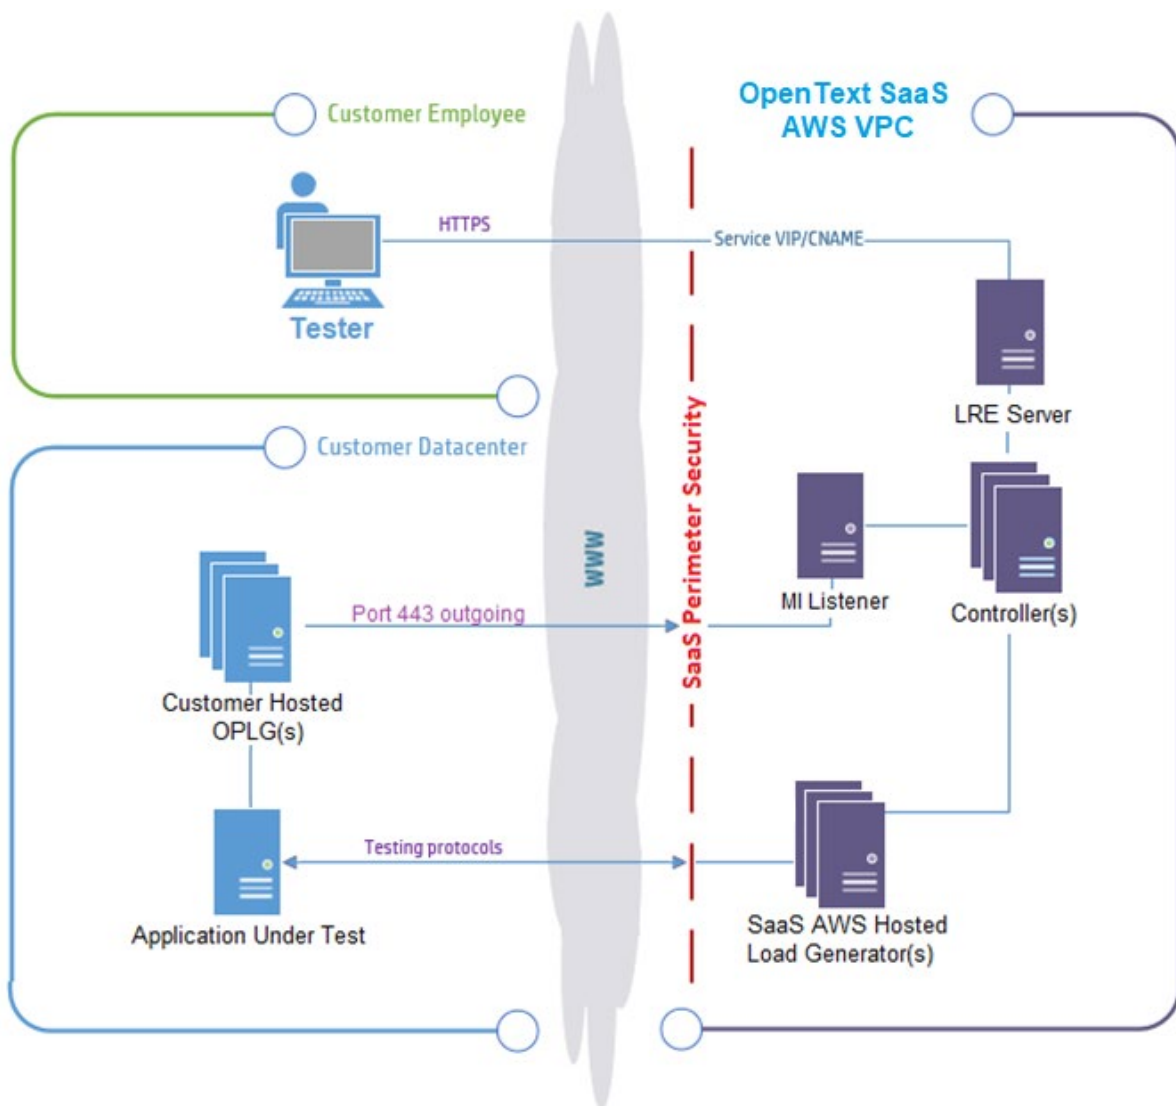 Customer Employee
OpenText SaaS
AWS VPC
HTTPS
Service VIP/CNAME
Tester
LRE Server
Customer Datacenter
SaaS Perimeter Security
WWW
MI Listener
Controller(s)
Port 443 outgoing
Customer Hosted
OPLG(s)
Testing protocols
Application Under Test
SaaS AWS Hosted
Load Generator(s)